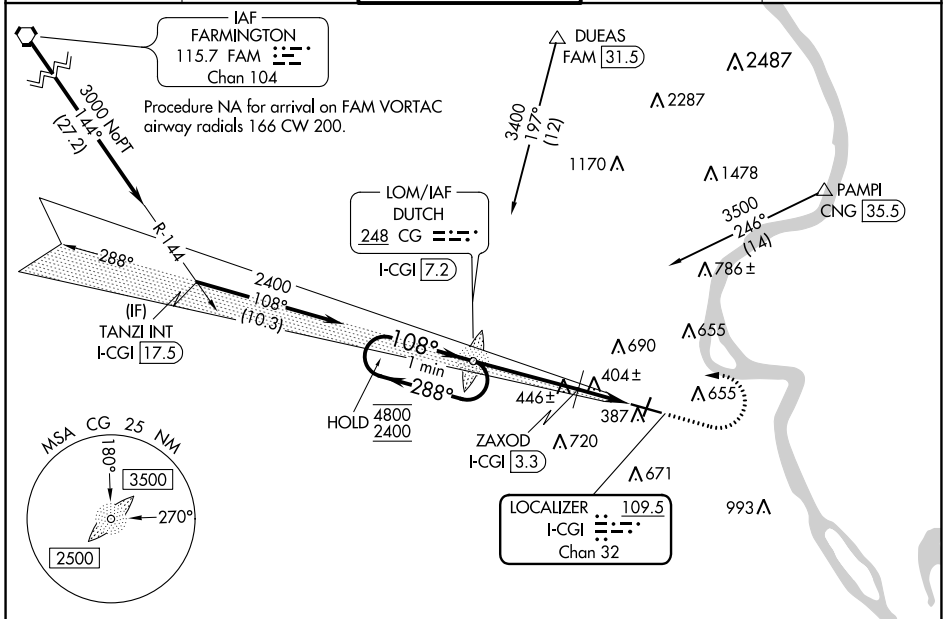 IAF
FARMINGTON
115.7 FAM
Chan 104
Procedure NA for arrival on FAM VORTAC
airway radials 166 CW 200.
3000 NoPT
144°
(27.2)
R-144
DUEAS
FAM 31.5
3400
197°
(12)
2487
2287
1170
1478
PAMPI
CNG 35.5
3500
246°
(14)
786±
LOM/IAF
DUTCH
248 CG
I-CGI 7.2
288°
2400
108°
(10.3)
(IF)
TANZI INT
I-CGI 17.5
108°
1 min
288°
HOLD
4800
2400
655
690
404±
446±
387
655
ZAXOD
I-CGI 3.3
720
671
993
LOCALIZER 109.5
I-CGI
Chan 32
MSA CG 25 NM
180°
3500
270°
2500